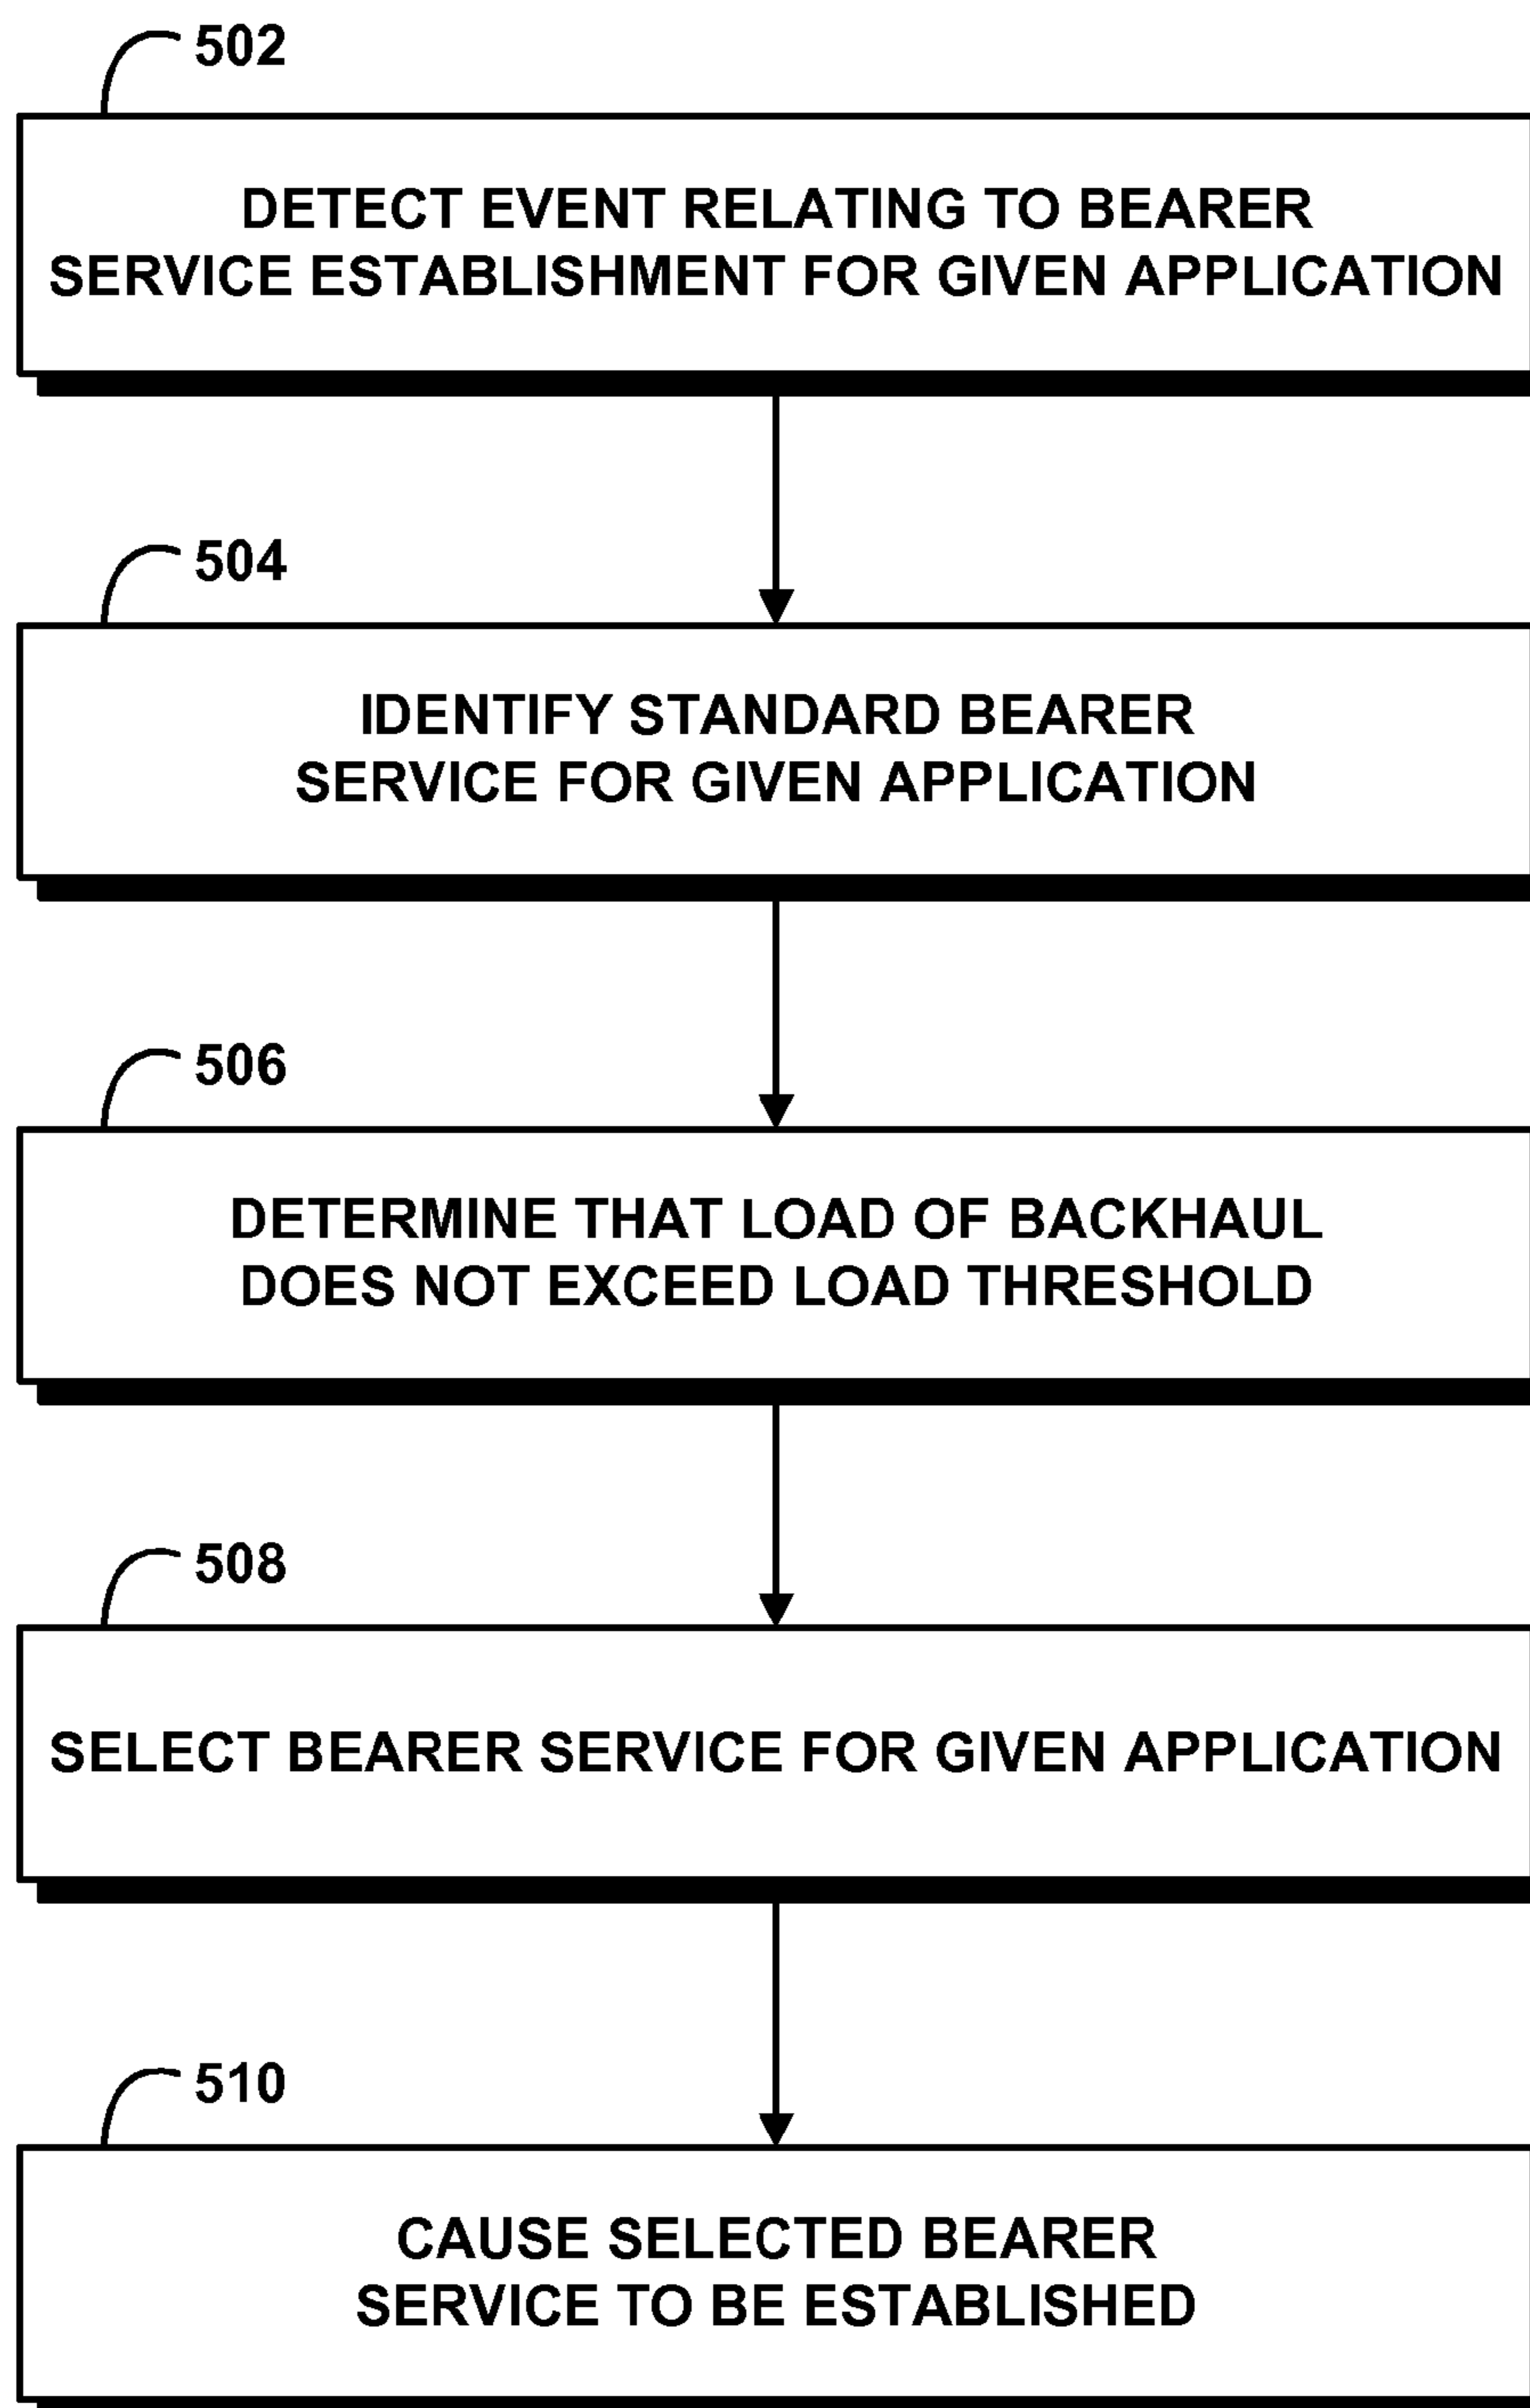 502
DETECT EVENT RELATING TO BEARER
SERVICE ESTABLISHMENT FOR GIVEN APPLICATION
504
IDENTIFY STANDARD BEARER
SERVICE FOR GIVEN APPLICATION
506
DETERMINE THAT LOAD OF BACKHAUL
DOES NOT EXCEED LOAD THRESHOLD
508
SELECT BEARER SERVICE FOR GIVEN APPLICATION
510
CAUSE SELECTED BEARER
SERVICE TO BE ESTABLISHED